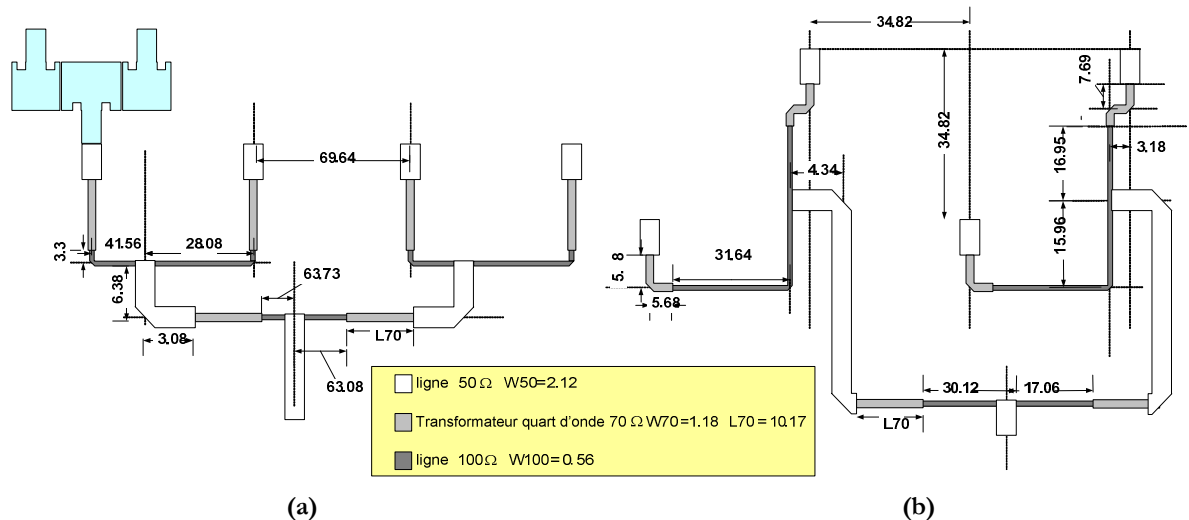 34.82
7.69
34.82
69.64
16.95
3.18
4.34
3.3
41.56
28.08
15.96
63.73
31.64
5. 8
6.38
5.68
3.08
L70
63.08
30.12
17.06
L70
ligne 50 Ω W50=2.12
Transformateur quart d'onde 70 Ω W70=1.18 L70 = 10.17
ligne 100Ω W100=0.56
(a)
(b)